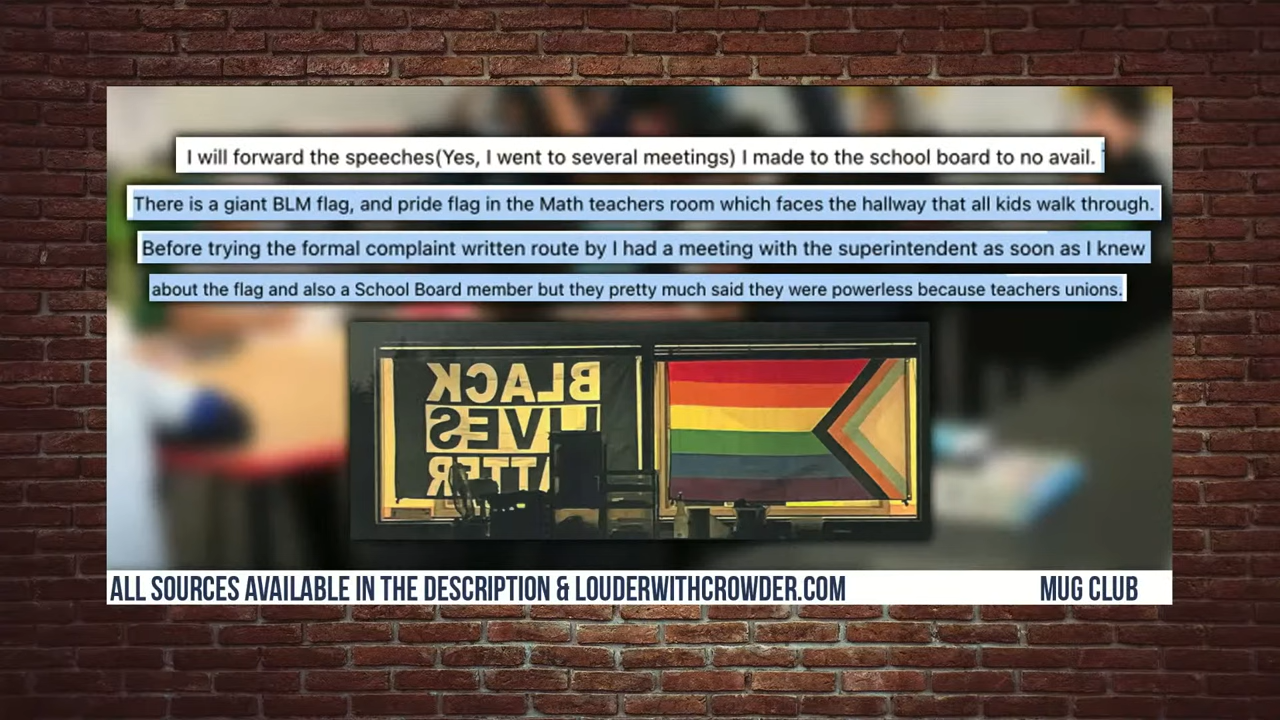 I will forward the speeches(Yes, I went to several meetings) I made to the school board to no avail.
There is a giant BLM flag, and pride flag in the Math teachers room which faces the hallway that all kids walk through.
Before trying the formal complaint written route by I had a meeting with the superintendent as soon as I knew
about the flag and also a School Board member but they pretty much said they were powerless because teachers unions.
BLACK
LIVES
ATTER
ALL SOURCES AVAILABLE IN THE DESCRIPTION & LOUDERWITHCROWDER.COM
MUG CLUB